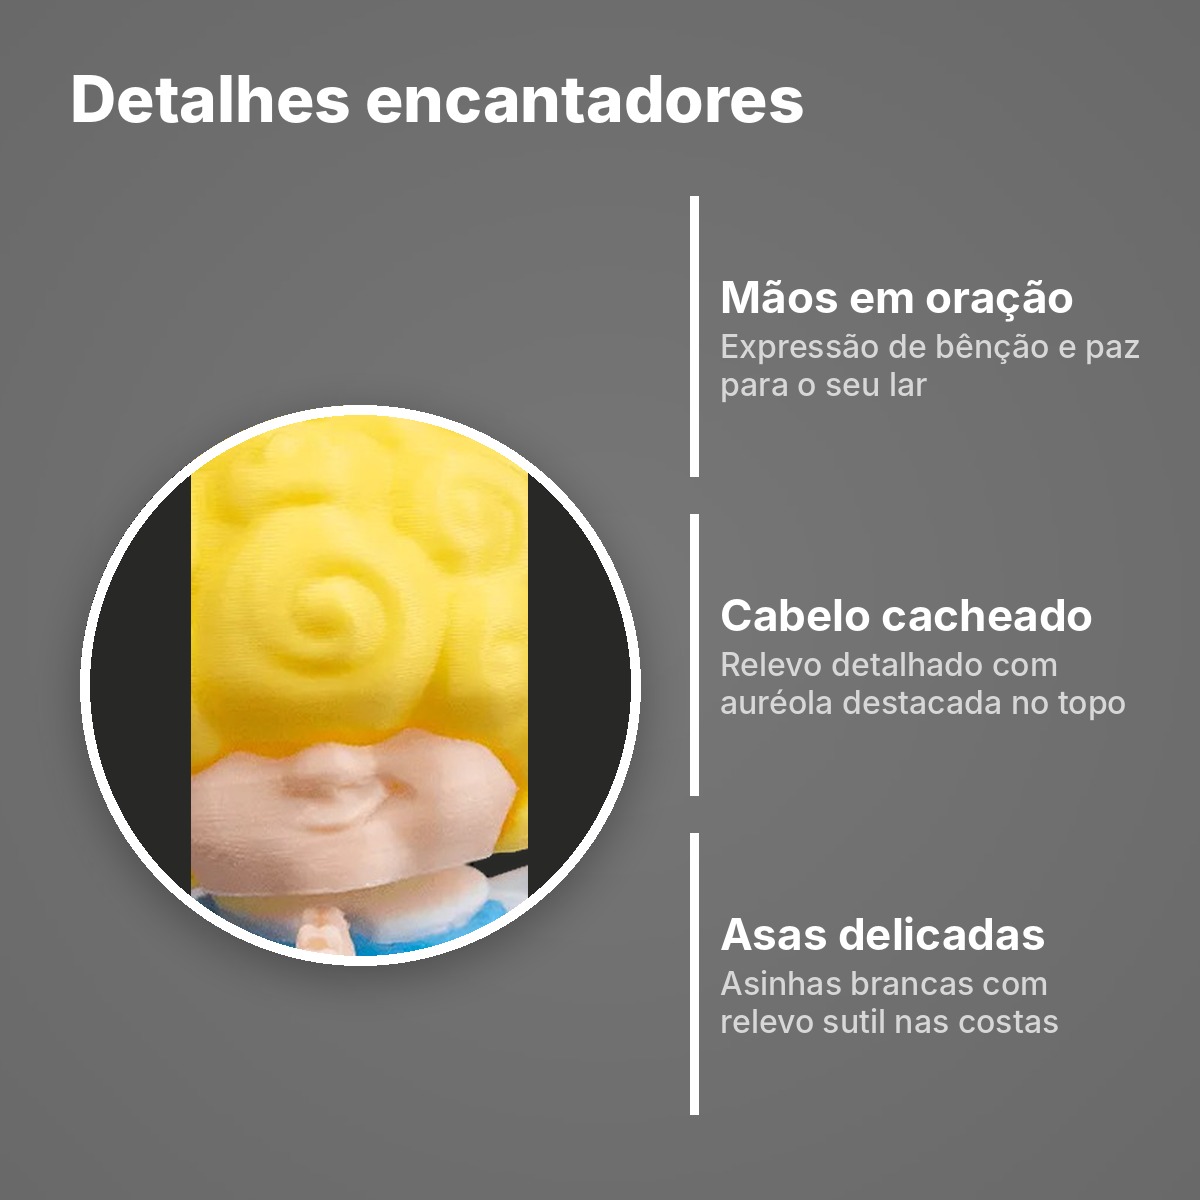 Detalhes encantadores
Mãos em oração
Expressão de bênção e paz
para o seu lar
Cabelo cacheado
Relevo detalhado com
auréola destacada no topo
Asas delicadas
Asinhas brancas com
relevo sutil nas costas